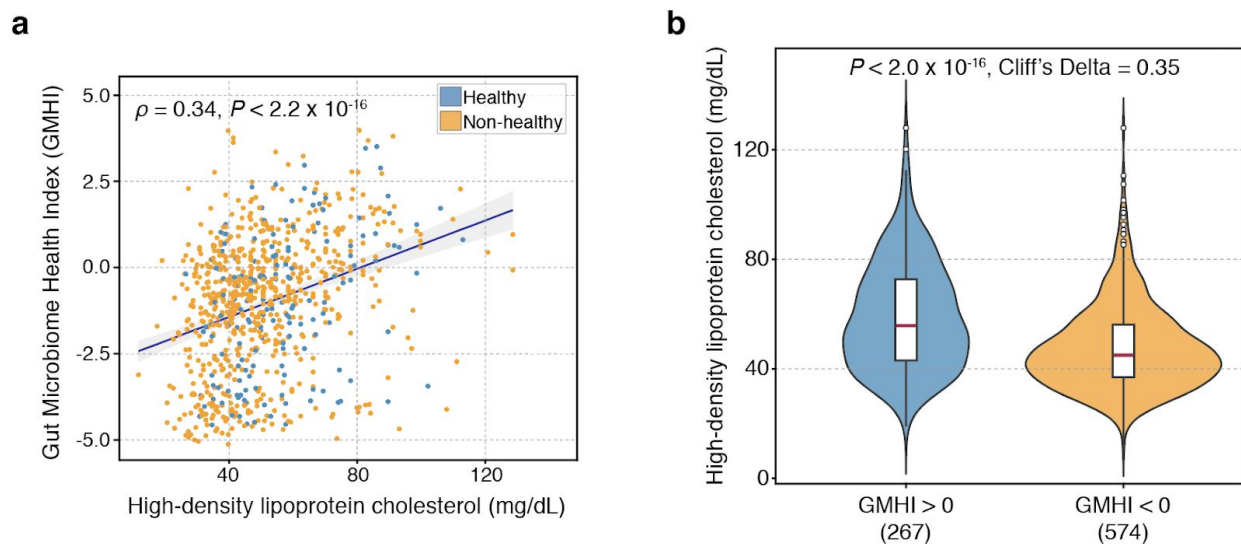 a
ρ = 0.34, P < 2.2 x 10-16
Healthy
Non-healthy
Gut Microbiome Health Index (GMHI)
5.0
2.5
0.0
-2.5
-5.0
40
80
120
High-density lipoprotein cholesterol (mg/dL)
b
P < 2.0 x 10-16, Cliff's Delta = 0.35
High-density lipoprotein cholesterol (mg/dL)
120
80
40
0
GMHI > 0
(267)
GMHI < 0
(574)